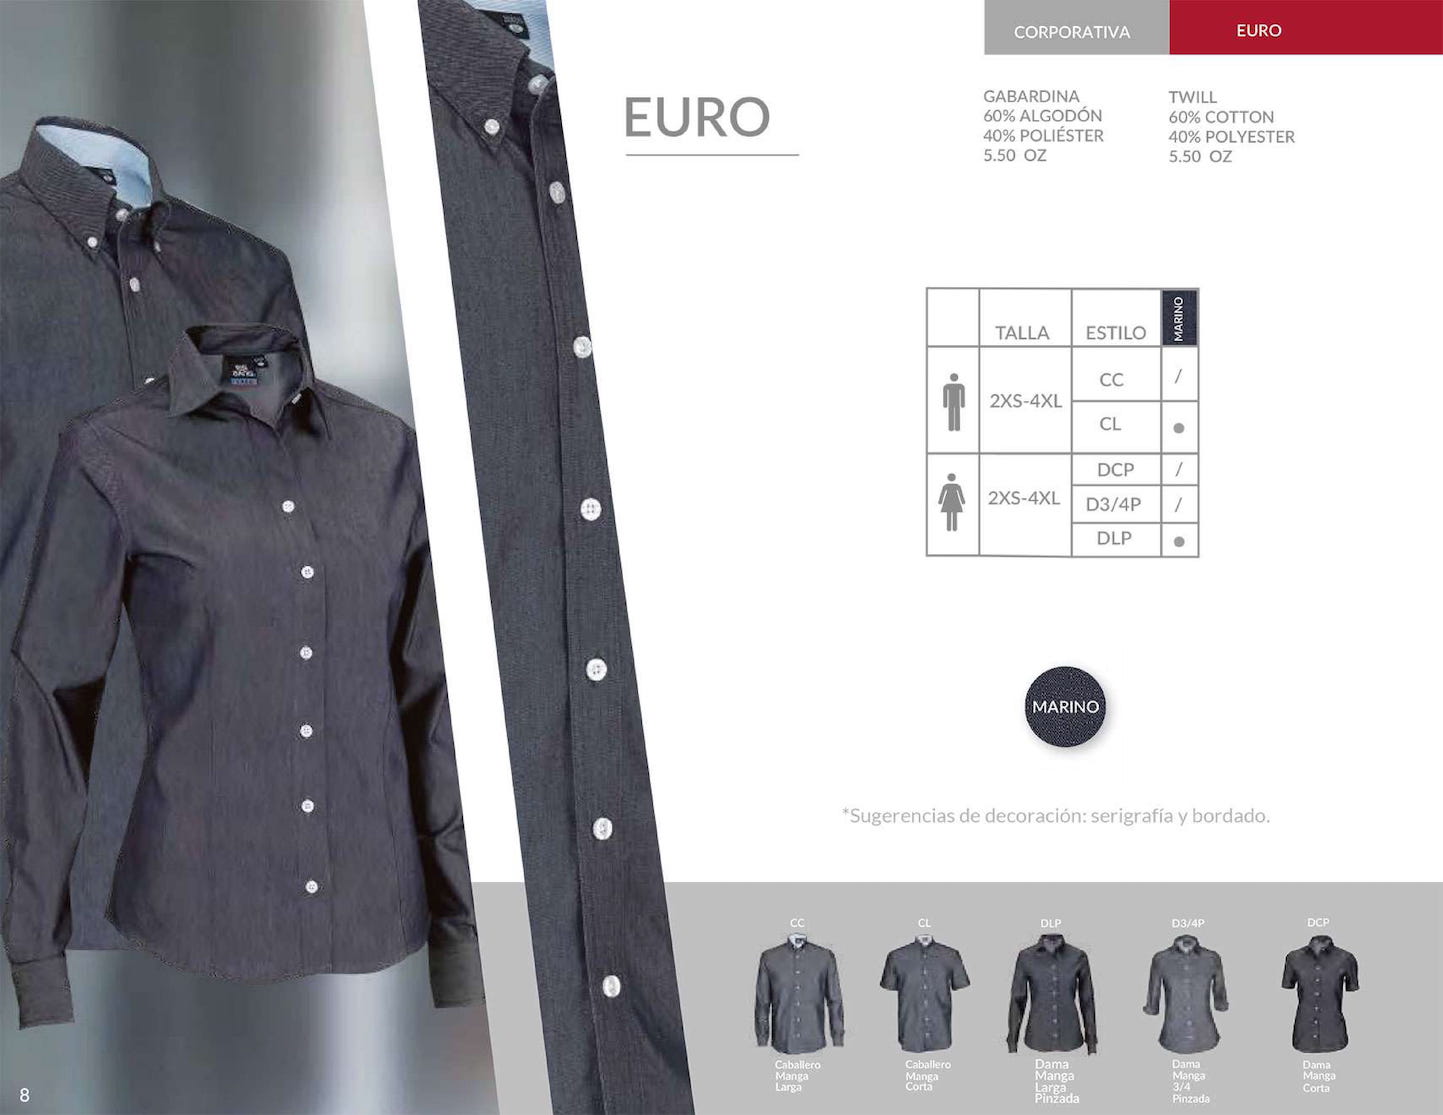 CORPORATIVA
EURO
EURO
GABARDINA
60% ALGODÓN
40% POLIÉSTER
5.50 OZ
TWILL
60% COTTON
40% POLYESTER
5.50 OZ
TALLA ESTILO MARINO
2XS-4XL
CC /
CL ●
2XS-4XL
DCP /
D3/4P /
DLP ●
MARINO
*Sugerencias de decoración: serigrafía y bordado.
CC
Caballero
Manga
Larga
CL
Caballero
Manga
Corta
DLP
Dama
Manga
Larga
Pinzada
D3/4P
Dama
Manga
3/4
Pinzada
DCP
Dama
Manga
Corta
8